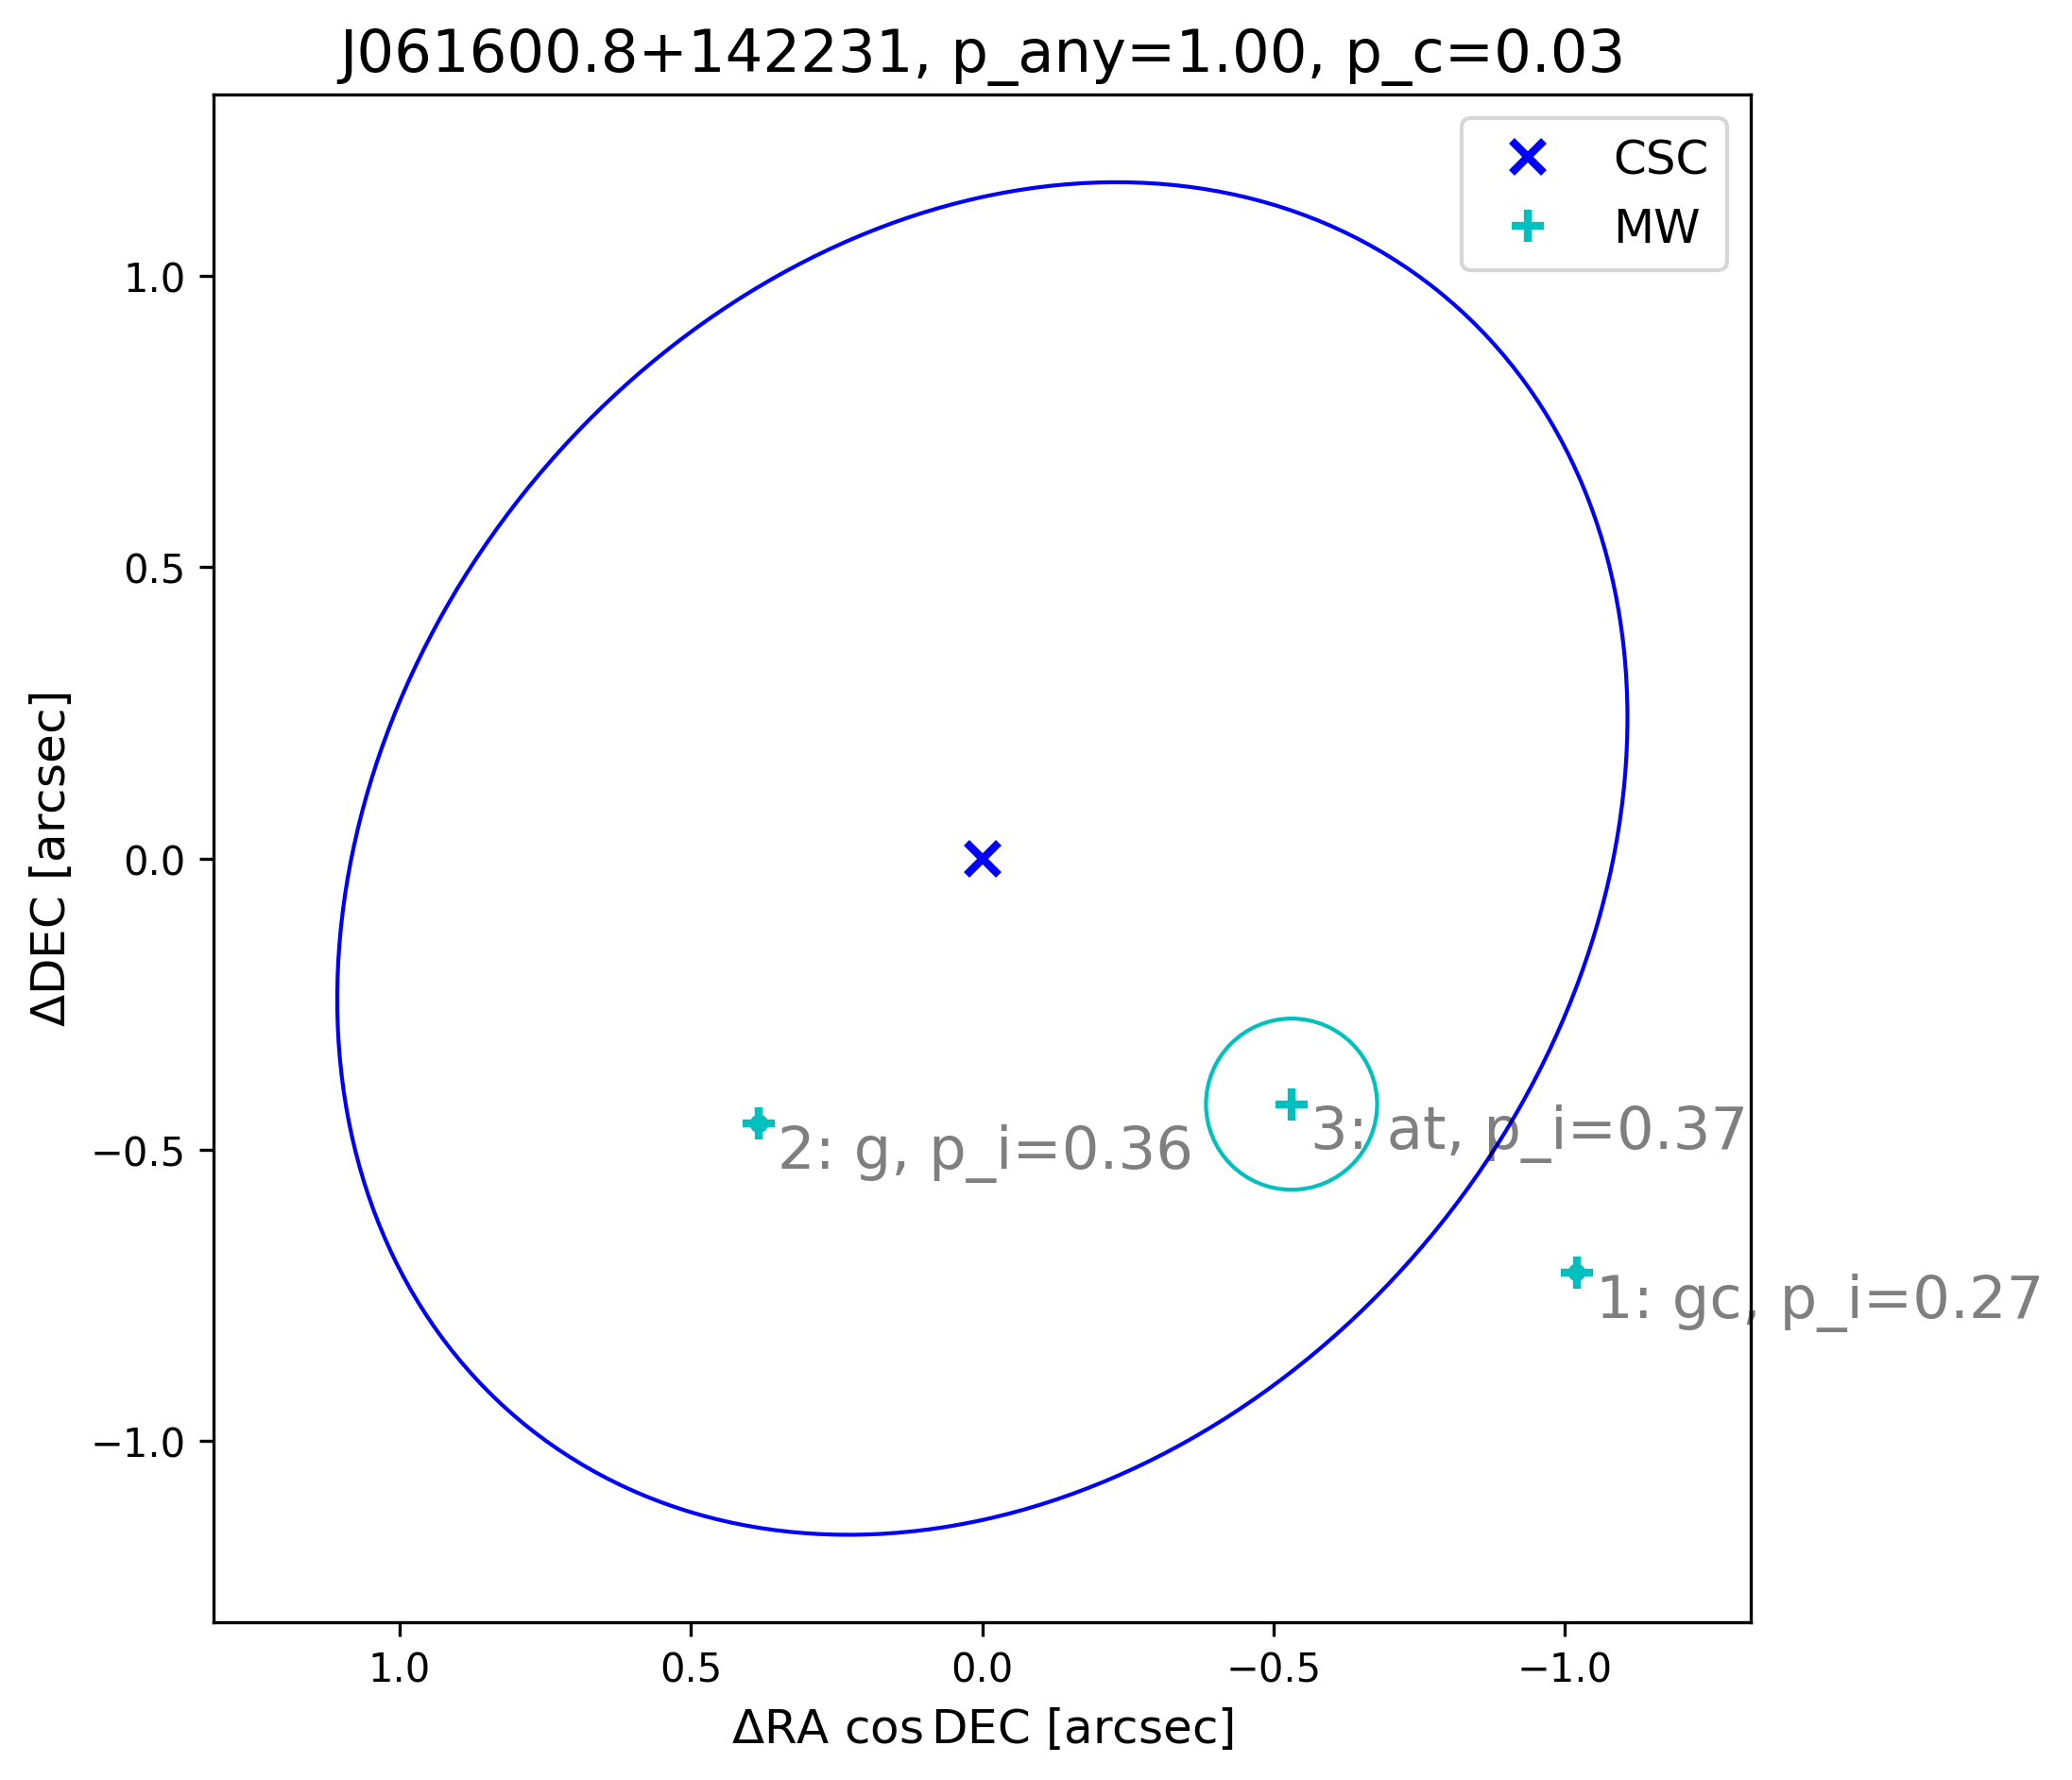 J061600.8+142231, p_any=1.00, p_c=0.03
CSC
MW
1.0
0.5
0.0
−0.5
−1.0
ΔDEC [arcsec]
2: g, p_i=0.36
3: at, p_i=0.37
1: gc, p_i=0.27
1.0
0.5
0.0
−0.5
−1.0
ΔRA cos DEC [arcsec]